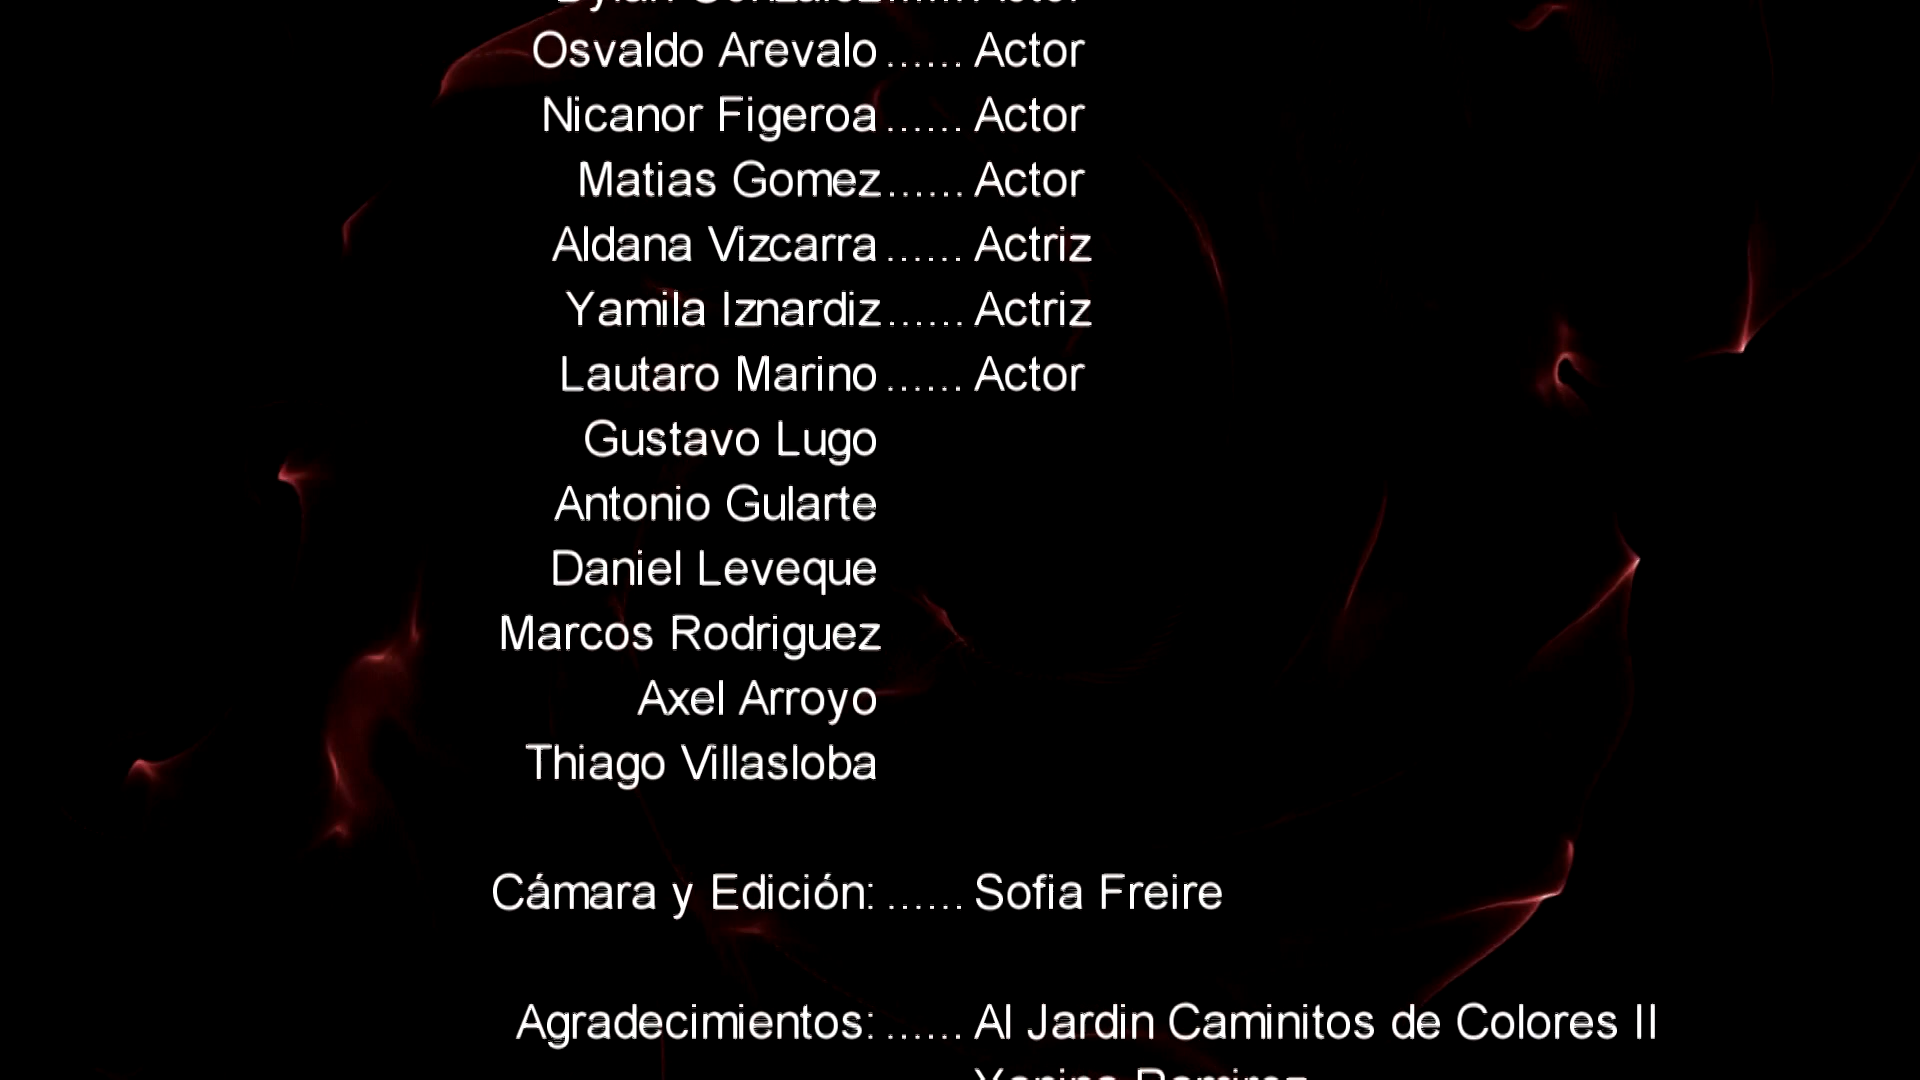 Osvaldo Arevalo ...... Actor
Nicanor Figeroa ...... Actor
Matias Gomez ...... Actor
Aldana Vizcarra ...... Actriz
Yamila Iznardiz ...... Actriz
Lautaro Marino ...... Actor
Gustavo Lugo
Antonio Gularte
Daniel Leveque
Marcos Rodriguez
Axel Arroyo
Thiago Villasloba
Cámara y Edición: ...... Sofia Freire
Agradecimientos: ...... Al Jardin Caminitos de Colores II